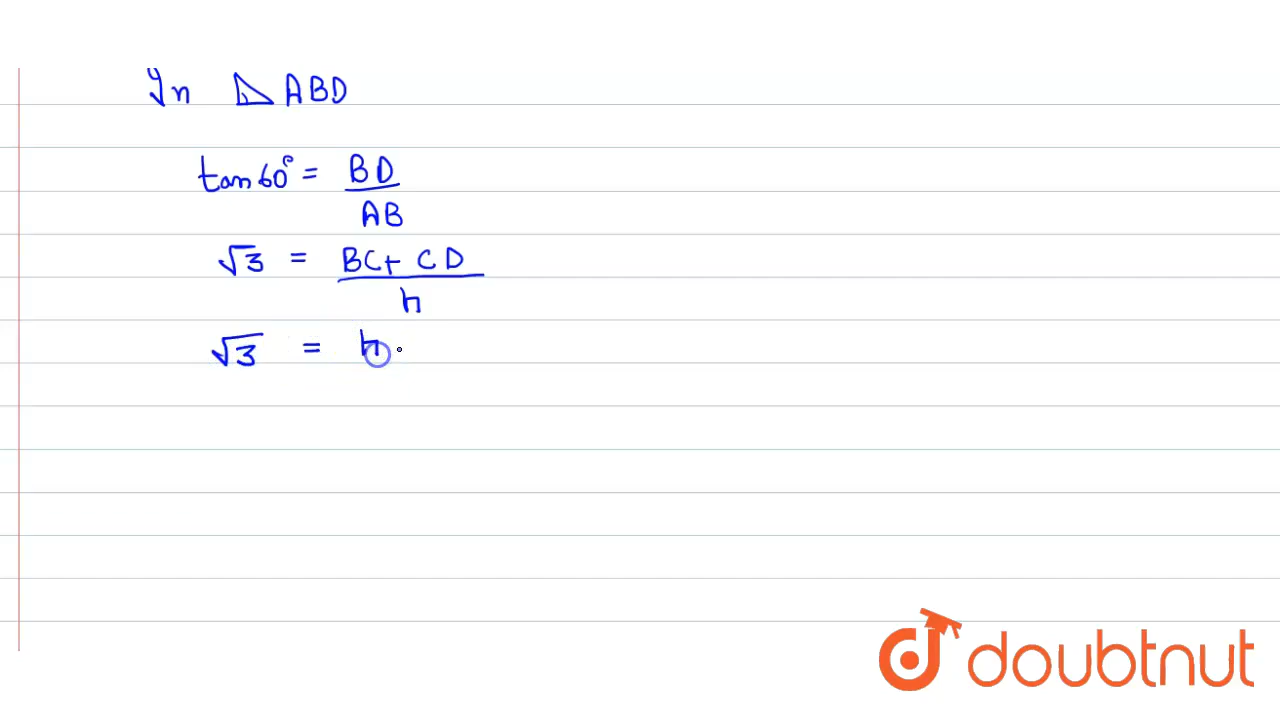 In △ ABD
tan 60° = BD
AB
√3 = BC + CD
h
√3 = h
doubtnut